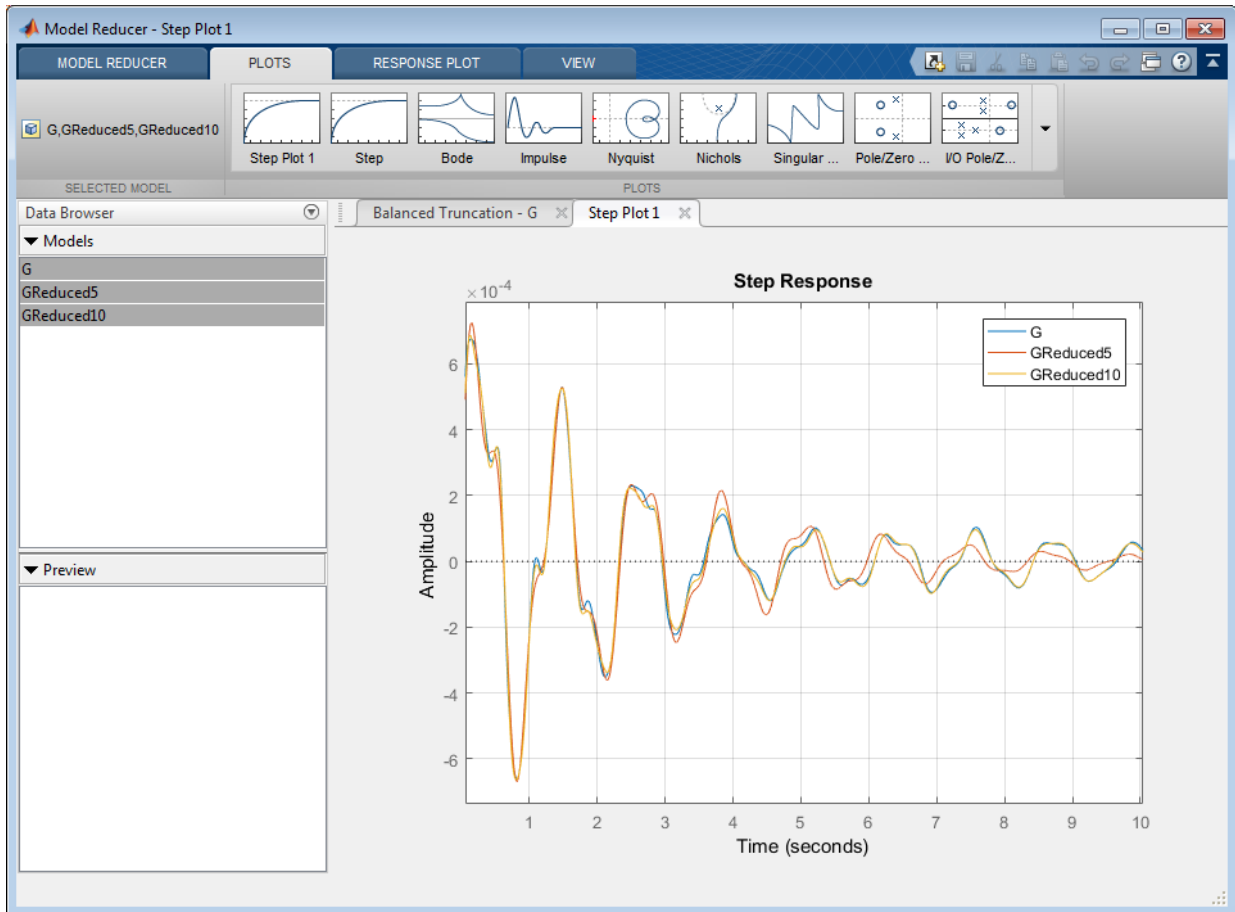 Model Reducer - Step Plot 1
MODEL REDUCER
PLOTS
RESPONSE PLOT
VIEW
G,GReduced5,GReduced10
Step Plot 1
Step
Bode
Impulse
Nyquist
Nichols
Singular ...
Pole/Zero ...
I/O Pole/Z...
SELECTED MODEL
PLOTS
Data Browser
Balanced Truncation - G
Step Plot 1
Models
G
GReduced5
GReduced10
Preview
Step Response
×10-4
G
GReduced5
GReduced10
6
4
2
0
-2
-4
-6
Amplitude
1 2 3 4 5 6 7 8 9 10
Time (seconds)